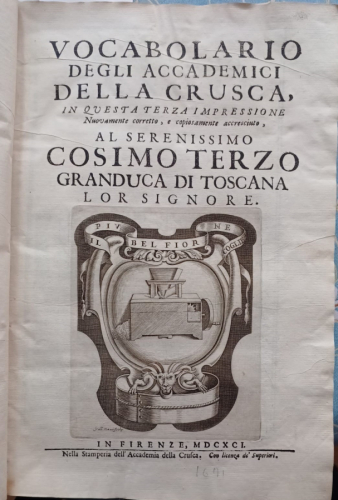 VOCABOLARIO
DEGLI ACCADEMICI
DELLA CRUSCA,
IN QUESTA TERZA IMPRESSIONE
Nuovamente corretto, e copiosamente accresciuto,
AL SERENISSIMO
COSIMO TERZO
GRANDUCA DI TOSCANA
LOR SIGNORE.
IL PIV BEL FIOR NE COGLIE
IN FIRENZE, MDCXCI.
Nella Stamperia dell'Accademia della Crusca. Con licenza de' Superiori.
1691